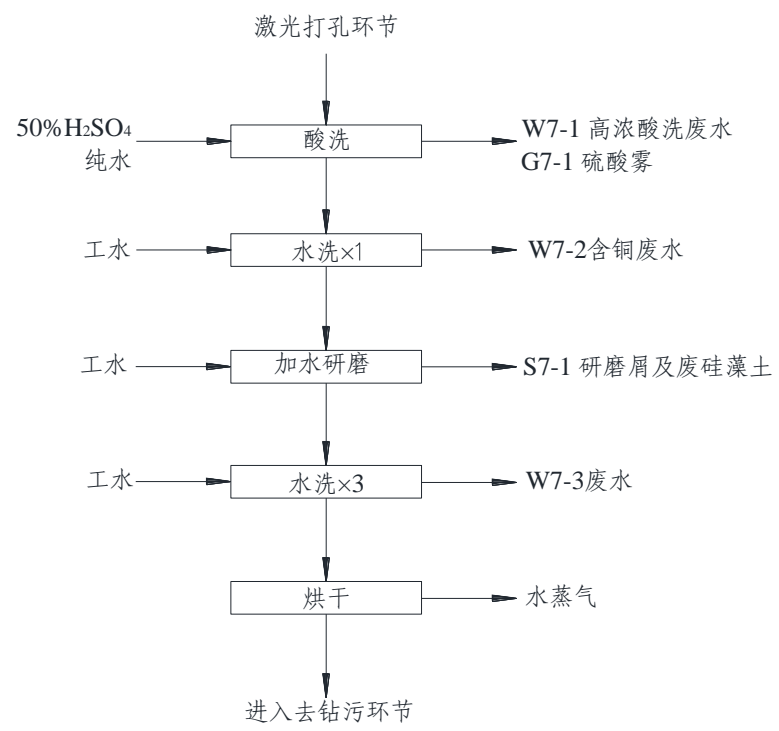 激光打孔环节
50%H2SO4
纯水
酸洗
W7-1 高浓酸洗废水
G7-1 硫酸雾
工水
水洗×1
W7-2含铜废水
工水
加水研磨
S7-1 研磨屑及废硅藻土
工水
水洗×3
W7-3废水
烘干
水蒸气
进入去钻污环节